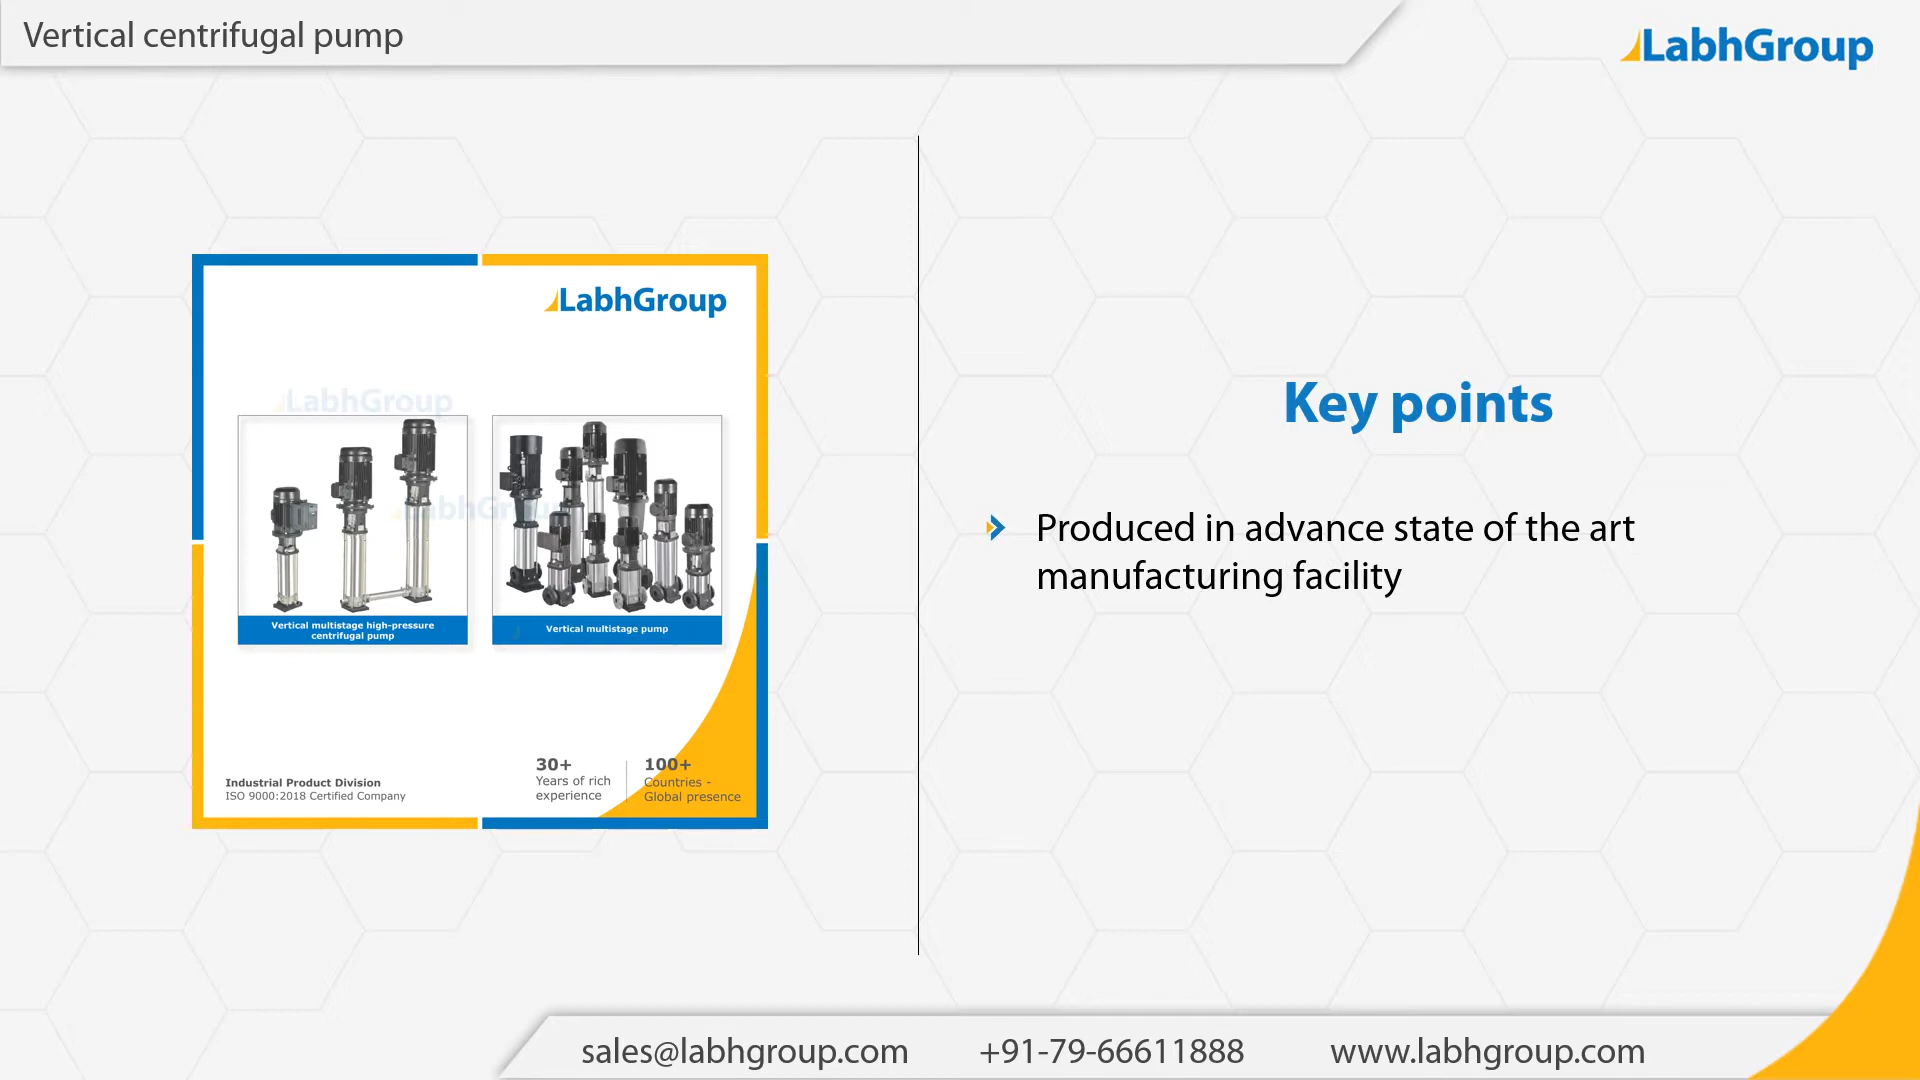 Vertical centrifugal pump
LabhGroup
LabhGroup
LabhGroup
LabhGroup
Vertical multistage high-pressure
centrifugal pump
Vertical multistage pump
Industrial Product Division
ISO 9000:2018 Certified Company
30+
Years of rich
experience
100+
Countries -
Global presence
Key points
Produced in advance state of the art
manufacturing facility
sales@labhgroup.com
+91-79-66611888
www.labhgroup.com